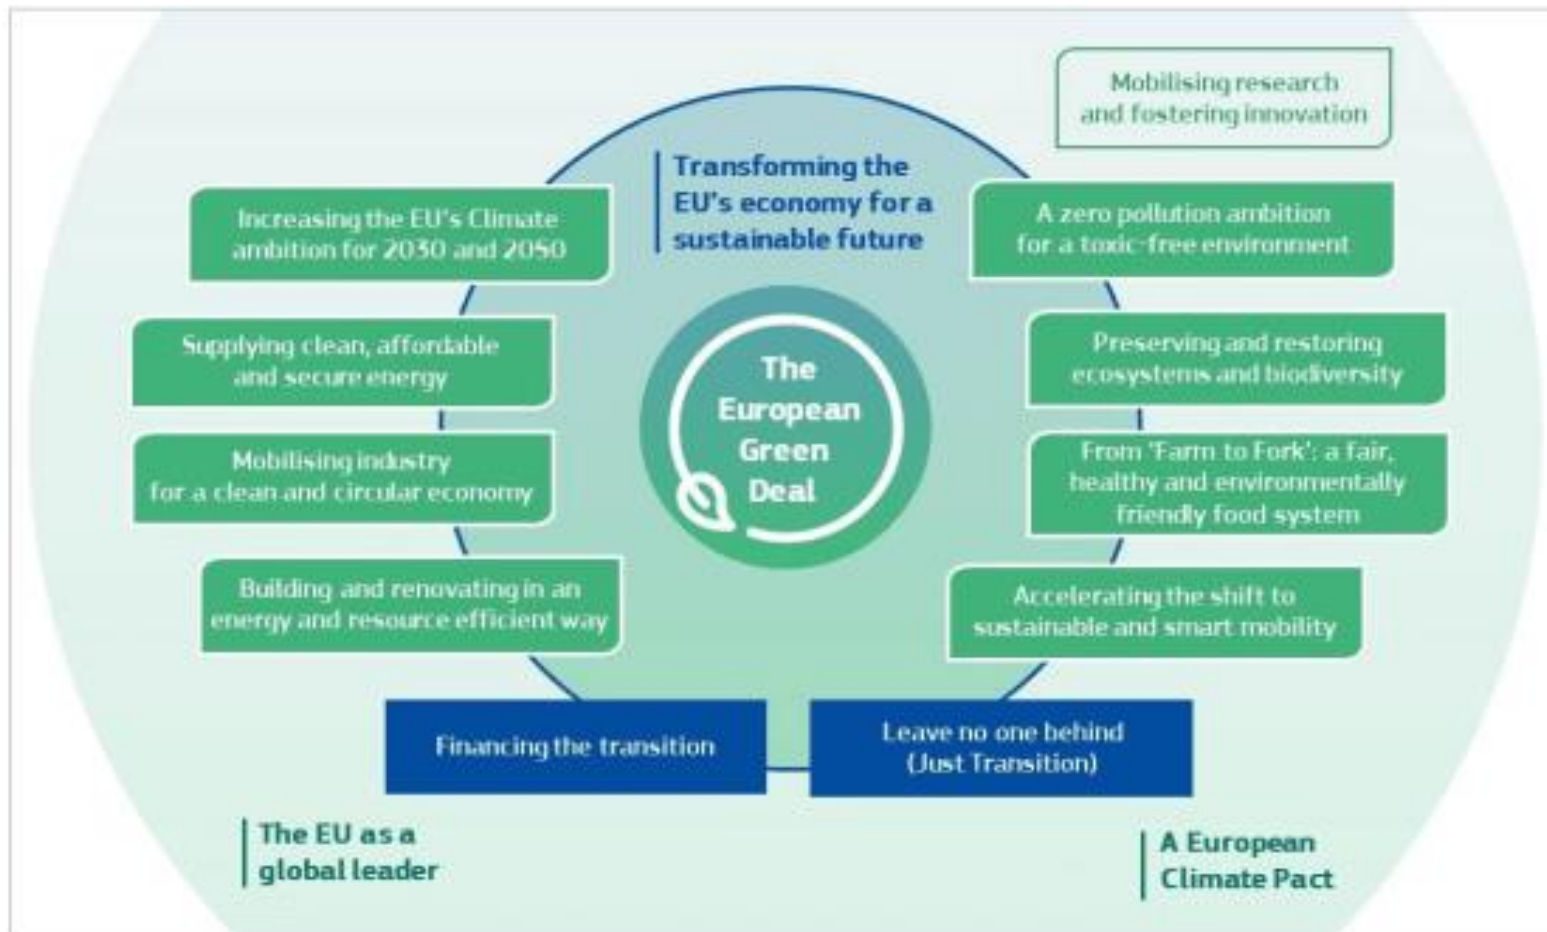 Mobilising research
and fostering innovation
Transforming the
EU's economy for a
sustainable future
Increasing the EU's Climate
ambition for 2030 and 2050
A zero pollution ambition
for a toxic-free environment
Supplying clean, affordable
and secure energy
Preserving and restoring
ecosystems and biodiversity
The
European
Green
Deal
Mobilising industry
for a clean and circular economy
From 'Farm to Fork': a fair,
healthy and environmentally
friendly food system
Building and renovating in an
energy and resource efficient way
Accelerating the shift to
sustainable and smart mobility
Financing the transition
Leave no one behind
(Just Transition)
The EU as a
global leader
A European
Climate Pact